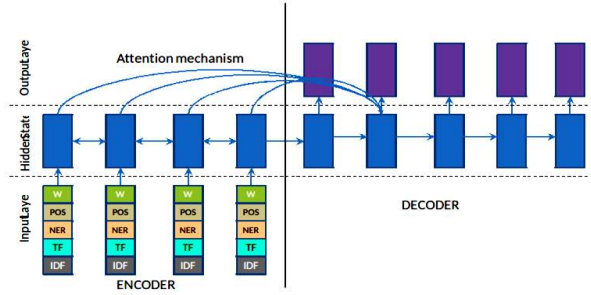 Attention mechanism
OutputLaye
HiddenState
InputLaye
W W W W
POS POS POS POS
NER NER NER NER
TF TF TF TF
IDF IDF IDF IDF
DECODER
ENCODER